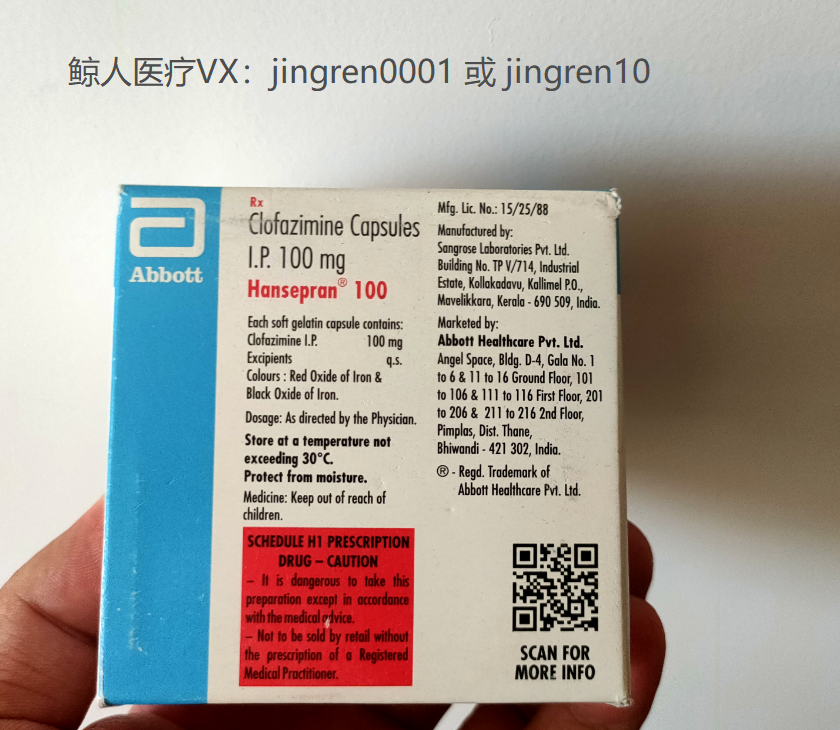 鲸人医疗VX：jingren0001 或 jingren10
Abbott
Rx
Clofazimine Capsules
I.P. 100 mg
Hansepran® 100
Each soft gelatin capsule contains:
Clofazimine I.P. 100 mg
Excipients q.s.
Colours : Red Oxide of Iron &
Black Oxide of Iron.
Dosage: As directed by the Physician.
Store at a temperature not
exceeding 30°C.
Protect from moisture.
Medicine: Keep out of reach of
children.
SCHEDULE H1 PRESCRIPTION
DRUG – CAUTION
– It is dangerous to take this
preparation except in accordance
with the medical advice.
– Not to be sold by retail without
the prescription of a Registered
Medical Practitioner.
Mfg. Lic. No.: 15/25/88
Manufactured by:
Sangrose Laboratories Pvt. Ltd.
Building No. TP V/714, Industrial
Estate, Kollakadavu, Kallimel P.O.,
Mavelikkara, Kerala - 690 509, India.
Marketed by:
Abbott Healthcare Pvt. Ltd.
Angel Space, Bldg. D-4, Gala No. 1
to 6 & 11 to 16 Ground Floor, 101
to 106 & 111 to 116 First Floor, 201
to 206 & 211 to 216 2nd Floor,
Pimplas, Dist. Thane,
Bhiwandi - 421 302, India.
® - Regd. Trademark of
Abbott Healthcare Pvt. Ltd.
SCAN FOR
MORE INFO